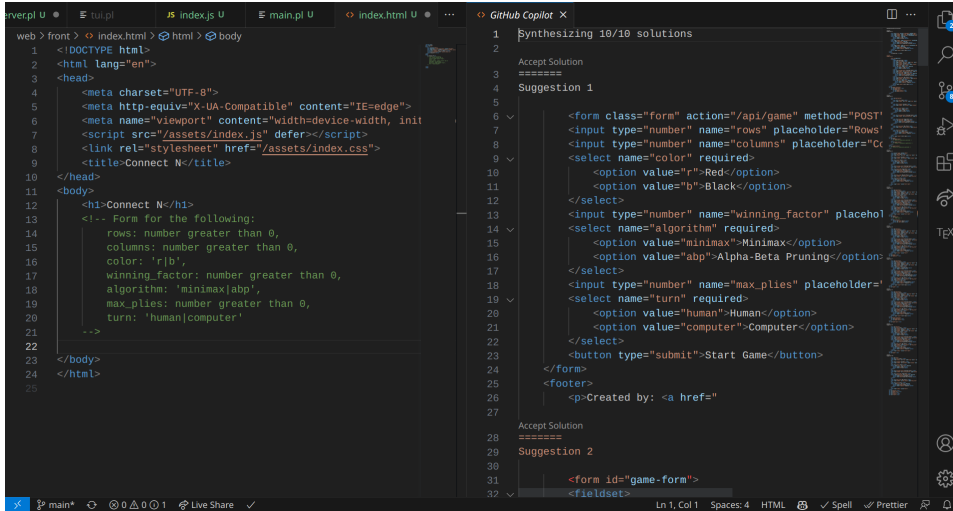 erver.pl U
tui.pl
JS index.js U
main.pl U
<> index.html U
...
<> GitHub Copilot ×
...
web > front > <> index.html > html > body
1 <!DOCTYPE html>
2 <html lang="en">
3 <head>
4 <meta charset="UTF-8">
5 <meta http-equiv="X-UA-Compatible" content="IE=edge">
6 <meta name="viewport" content="width=device-width, init
7 <script src="/assets/index.js" defer></script>
8 <link rel="stylesheet" href="/assets/index.css">
9 <title>Connect N</title>
10 </head>
11 <body>
12 <h1>Connect N</h1>
13 <!-- Form for the following:
14 rows: number greater than 0,
15 columns: number greater than 0,
16 color: 'r|b',
17 winning_factor: number greater than 0,
18 algorithm: 'minimax|abp',
19 max_plies: number greater than 0,
20 turn: 'human|computer'
21 -->
22
23 </body>
24 </html>
25
1 Synthesizing 10/10 solutions
2
Accept Solution
3 =======
4 Suggestion 1
5
6 <form class="form" action="/api/game" method="POST"
7 <input type="number" name="rows" placeholder="Rows"
8 <input type="number" name="columns" placeholder="Co
9 <select name="color" required>
10 <option value="r">Red</option>
11 <option value="b">Black</option>
12 </select>
13 <input type="number" name="winning_factor" placehol
14 <select name="algorithm" required>
15 <option value="minimax">Minimax</option>
16 <option value="abp">Alpha-Beta Pruning</option>
17 </select>
18 <input type="number" name="max_plies" placeholder="
19 <select name="turn" required>
20 <option value="human">Human</option>
21 <option value="computer">Computer</option>
22 </select>
23 <button type="submit">Start Game</button>
24 </form>
25 <footer>
26 <p>Created by: <a href="
27
Accept Solution
28 =======
29 Suggestion 2
30
31 <form id="game-form">
32 <fieldset>
2
8
TEX
main*
0 0 1
Live Share
Ln 1, Col 1
Spaces: 4
HTML
Spell
Prettier